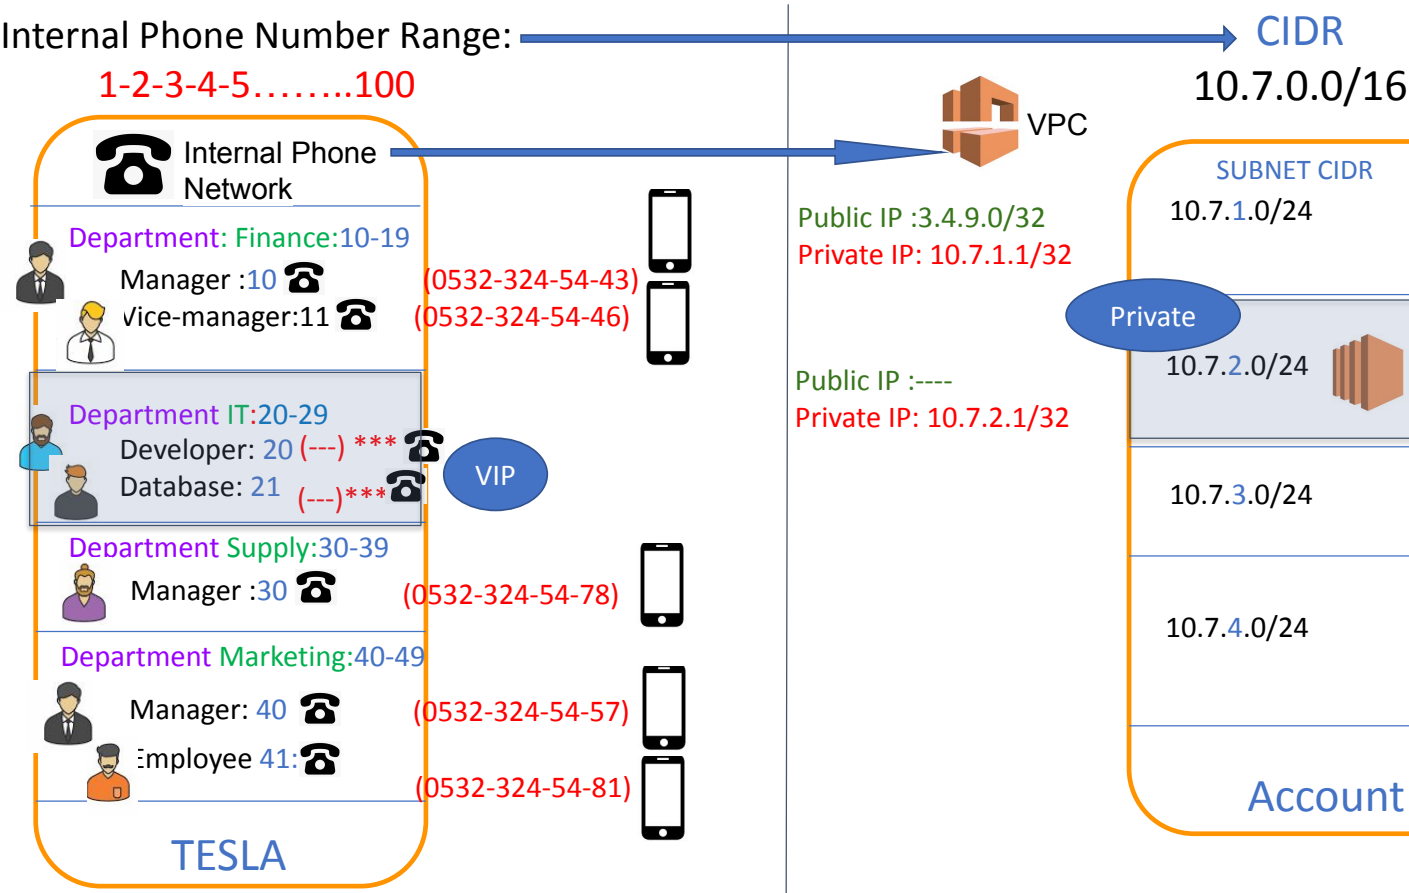 Internal Phone Number Range:
1-2-3-4-5……..100
Internal Phone
Network
Department: Finance:10-19
Manager :10
(0532-324-54-43)
Vice-manager:11
(0532-324-54-46)
Department IT:20-29
Developer: 20 (---) ***
Database: 21 (---)***
VIP
Department Supply:30-39
Manager :30
(0532-324-54-78)
Department Marketing:40-49
Manager: 40
(0532-324-54-57)
Employee 41:
(0532-324-54-81)
TESLA
CIDR
10.7.0.0/16
VPC
SUBNET CIDR
10.7.1.0/24
Public IP :3.4.9.0/32
Private IP: 10.7.1.1/32
Private
10.7.2.0/24
Public IP :----
Private IP: 10.7.2.1/32
10.7.3.0/24
10.7.4.0/24
Account